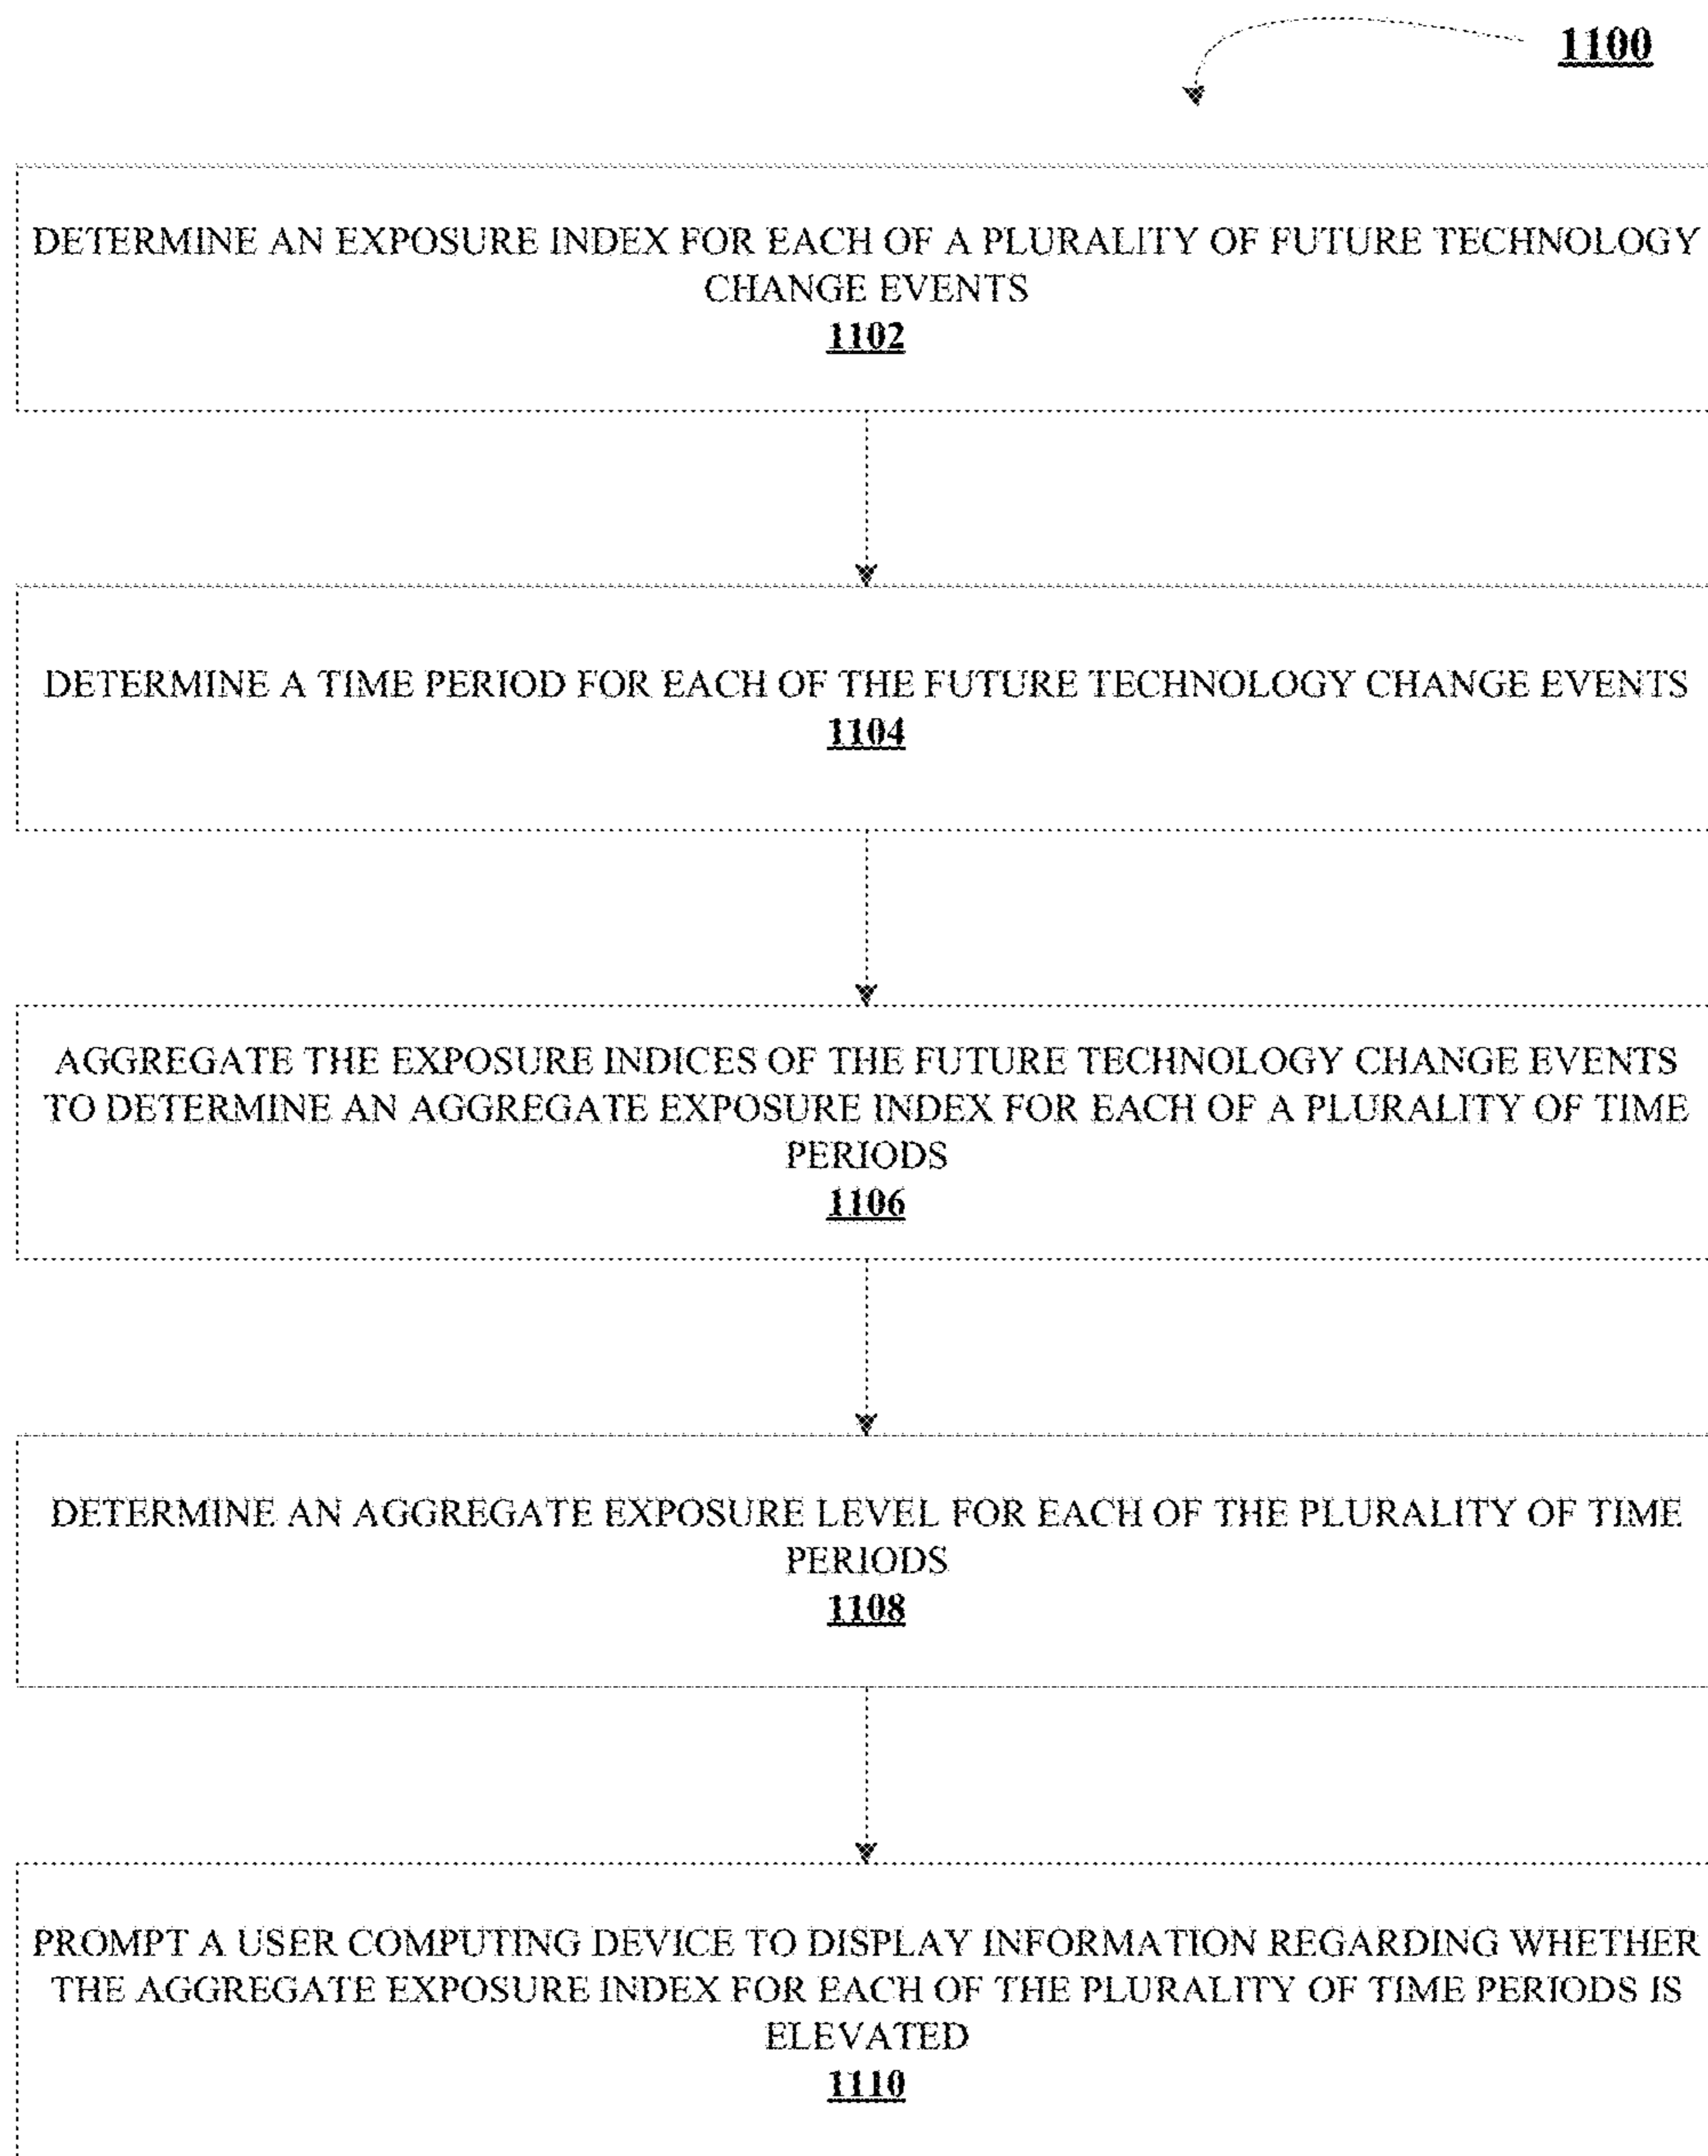 1100
DETERMINE AN EXPOSURE INDEX FOR EACH OF A PLURALITY OF FUTURE TECHNOLOGY
CHANGE EVENTS
1102
DETERMINE A TIME PERIOD FOR EACH OF THE FUTURE TECHNOLOGY CHANGE EVENTS
1104
AGGREGATE THE EXPOSURE INDICES OF THE FUTURE TECHNOLOGY CHANGE EVENTS
TO DETERMINE AN AGGREGATE EXPOSURE INDEX FOR EACH OF A PLURALITY OF TIME
PERIODS
1106
DETERMINE AN AGGREGATE EXPOSURE LEVEL FOR EACH OF THE PLURALITY OF TIME
PERIODS
1108
PROMPT A USER COMPUTING DEVICE TO DISPLAY INFORMATION REGARDING WHETHER
THE AGGREGATE EXPOSURE INDEX FOR EACH OF THE PLURALITY OF TIME PERIODS IS
ELEVATED
1110